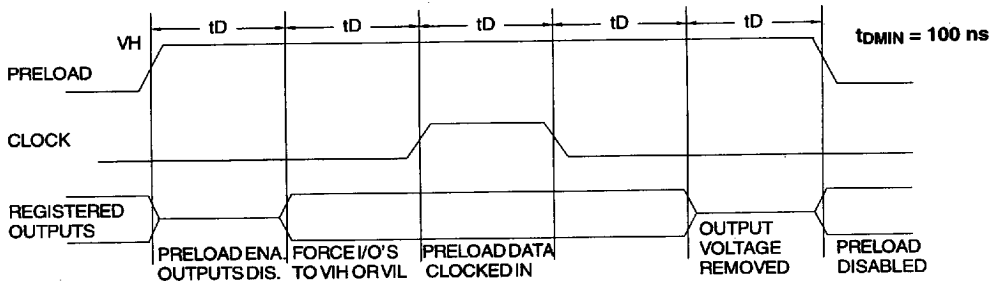 tD tD tD tD tD
VH
tDMIN = 100 ns
PRELOAD
CLOCK
REGISTERED
OUTPUTS
PRELOAD ENA.
OUTPUTS DIS.
FORCE I/O'S
TO VIH OR VIL
PRELOAD DATA
CLOCKED IN
OUTPUT
VOLTAGE
REMOVED
PRELOAD
DISABLED